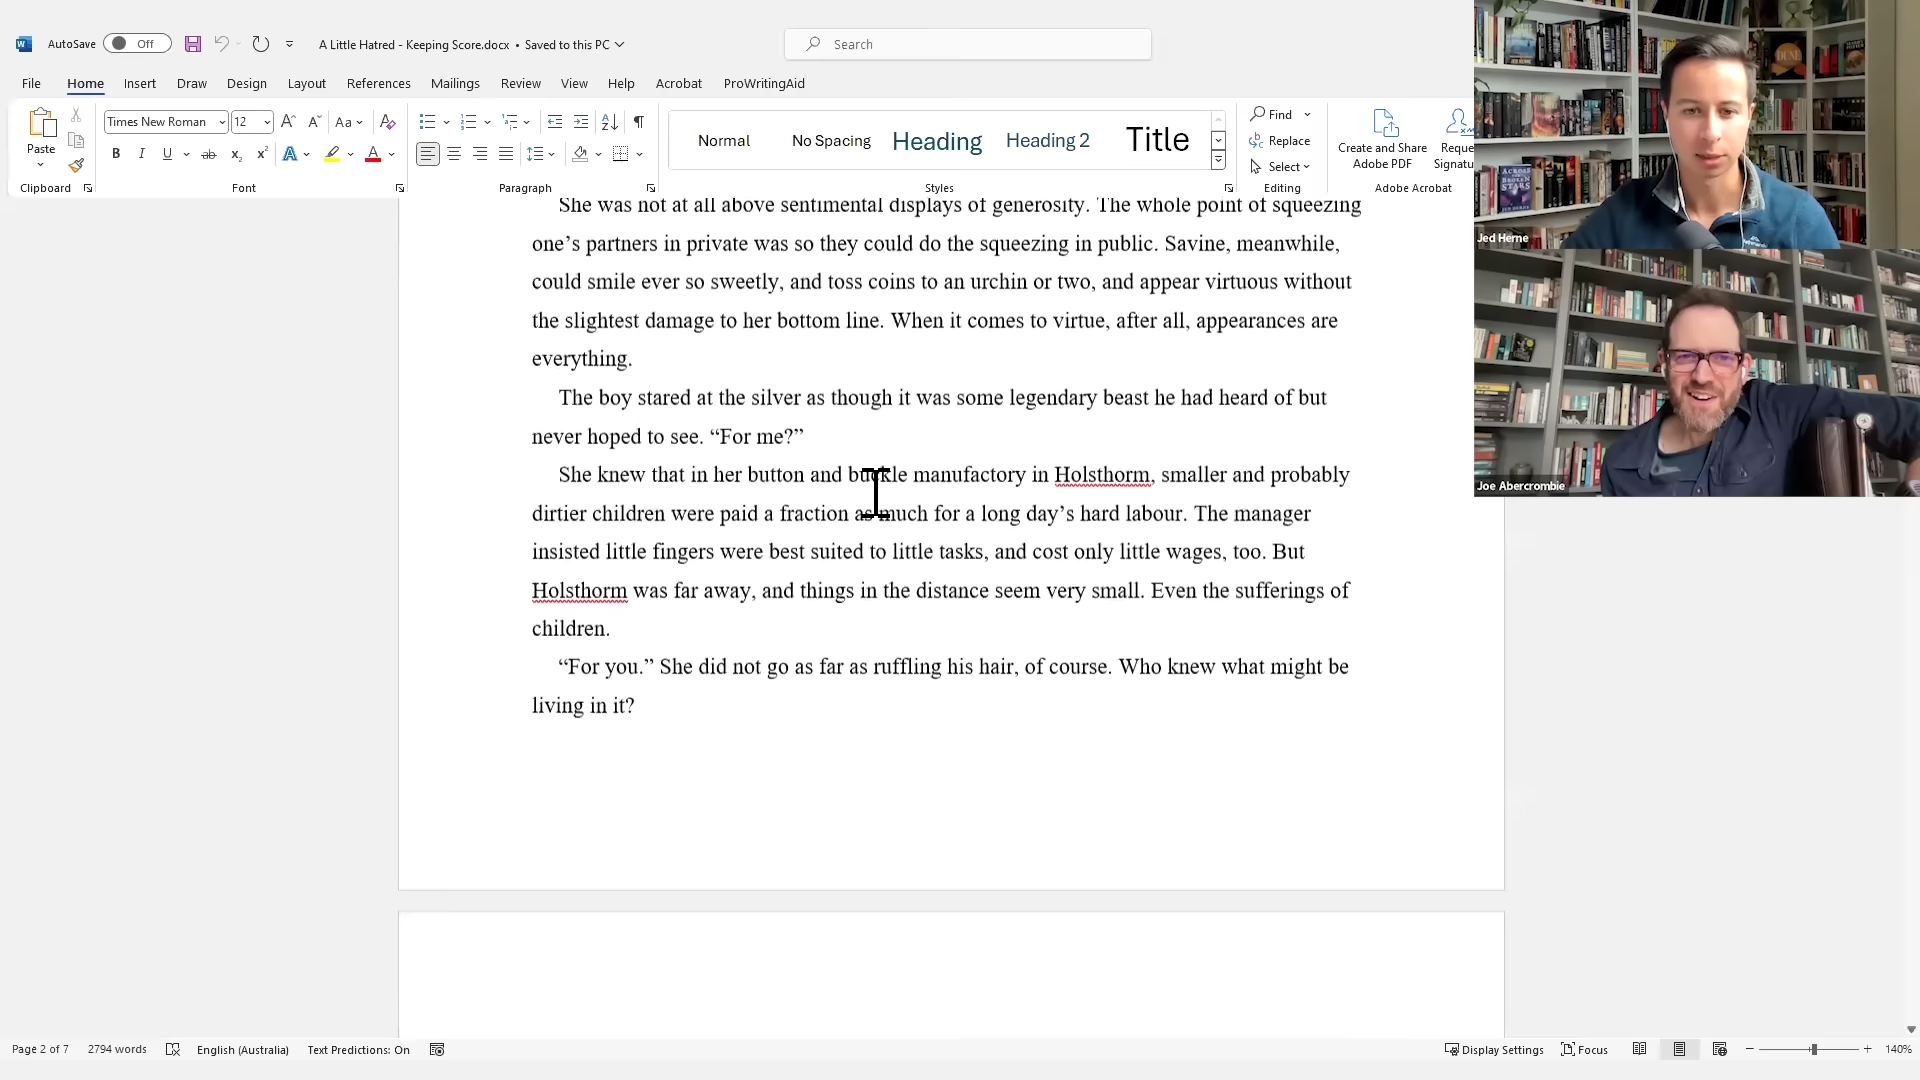 AutoSave Off A Little Hatred - Keeping Score.docx • Saved to this PC Search
File Home Insert Draw Design Layout References Mailings Review View Help Acrobat ProWritingAid
Paste
Clipboard
Times New Roman 12
Font
Paragraph
Normal No Spacing Heading Heading 2 Title
Styles
Find
Replace
Select
Editing
Create and Share
Adobe PDF
Reque
Signatu
Adobe Acrobat
She was not at all above sentimental displays of generosity. The whole point of squeezing
one’s partners in private was so they could do the squeezing in public. Savine, meanwhile,
could smile ever so sweetly, and toss coins to an urchin or two, and appear virtuous without
the slightest damage to her bottom line. When it comes to virtue, after all, appearances are
everything.
The boy stared at the silver as though it was some legendary beast he had heard of but
never hoped to see. “For me?”
She knew that in her button and buckle manufactory in Holsthorm, smaller and probably
dirtier children were paid a fraction as much for a long day’s hard labour. The manager
insisted little fingers were best suited to little tasks, and cost only little wages, too. But
Holsthorm was far away, and things in the distance seem very small. Even the sufferings of
children.
“For you.” She did not go as far as ruffling his hair, of course. Who knew what might be
living in it?
ACROSS
BROKEN
STARS
JED HERNE
DUNE
Jed Herne
Joe Abercrombie
Page 2 of 7 2794 words English (Australia) Text Predictions: On Display Settings Focus 140%